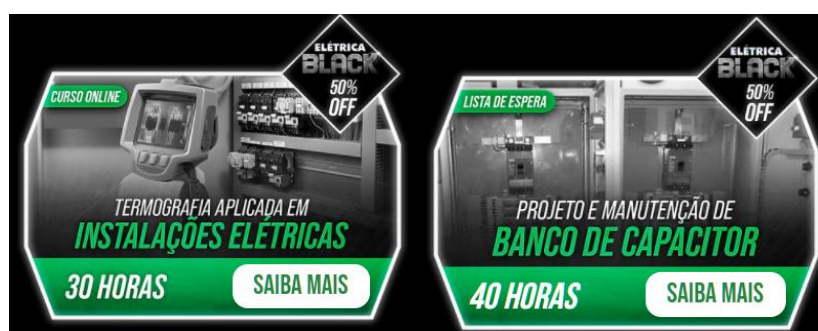 ELÉTRICA
BLACK
50%
OFF
CURSO ONLINE
TERMOGRAFIA APLICADA EM
INSTALAÇÕES ELÉTRICAS
30 HORAS
SAIBA MAIS
ELÉTRICA
BLACK
50%
OFF
LISTA DE ESPERA
PROJETO E MANUTENÇÃO DE
BANCO DE CAPACITOR
40 HORAS
SAIBA MAIS